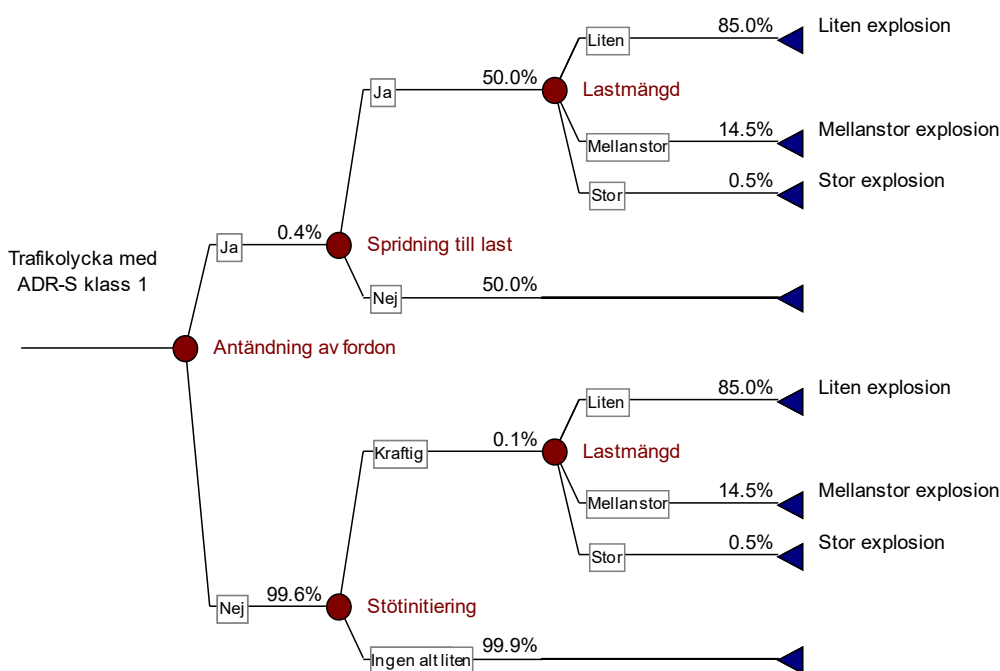 Liten
85.0%
Liten explosion
Ja
50.0%
Lastmängd
Mellanstor
14.5%
Mellanstor explosion
Stor
0.5%
Stor explosion
Ja
0.4%
Spridning till last
Trafikolycka med
ADR-S klass 1
Nej
50.0%
Antändning av fordon
Liten
85.0%
Liten explosion
Kraftig
0.1%
Lastmängd
Mellanstor
14.5%
Mellanstor explosion
Stor
0.5%
Stor explosion
Nej
99.6%
Stötinitiering
Ingen alt liten
99.9%